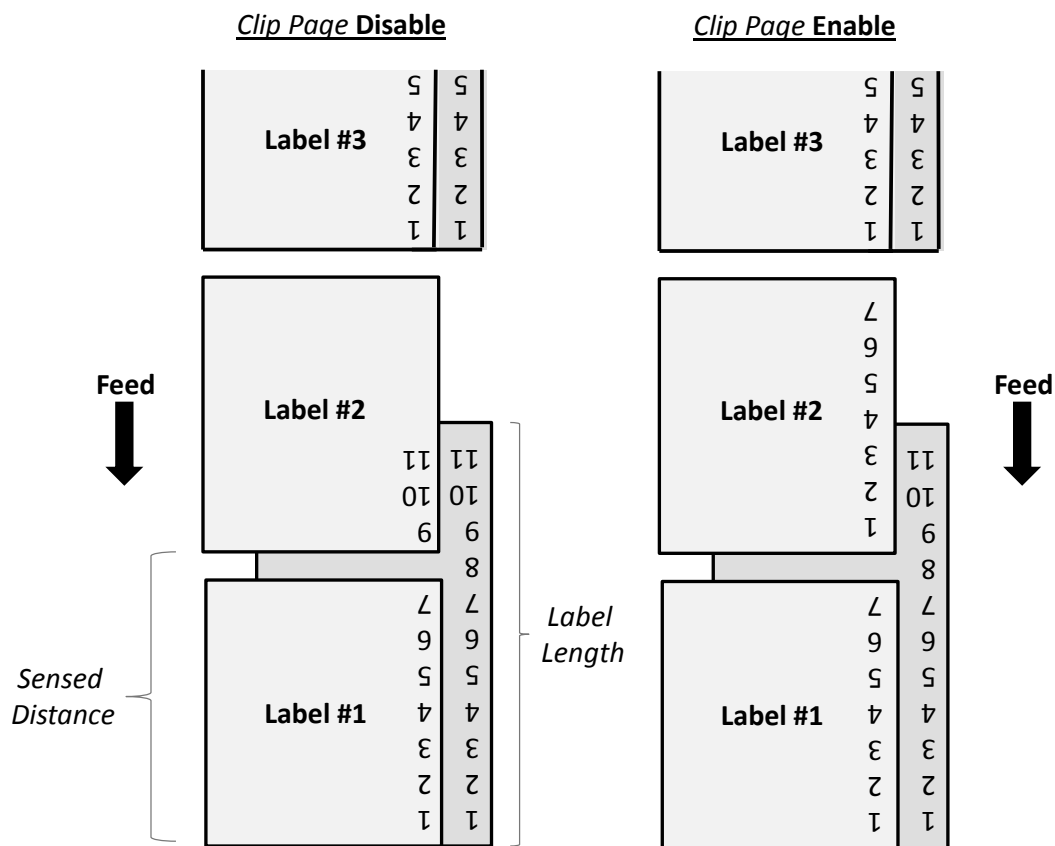 Clip Page Disable
5 5
4 4
Label #3
3 3
2 2
1 1
Feed
Label #2
11 11
10 10
9 9
8
7 7
6 6
5 5
Label #1
4 4
3 3
2 2
1 1
Sensed
Distance
Label
Length
Clip Page Enable
5 5
4 4
Label #3
3 3
2 2
1 1
7
6
5
Label #2
4
3 11
2 10
1 9
8
7 7
6 6
5 5
Label #1
4 4
3 3
2 2
1 1
Feed